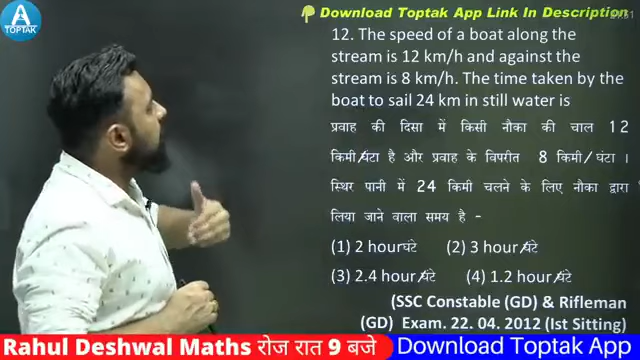 Download Toptak App Link In Description
A
TOPTAK
12. The speed of a boat along the
stream is 12 km/h and against the
stream is 8 km/h. The time taken by the
boat to sail 24 km in still water is
प्रवाह की दिसा में किसी नौका की चाल 12
किमी/घंटा है और प्रवाह के विपरीत 8 किमी/घंटा ।
स्थिर पानी में 24 किमी चलने के लिए नौका द्वारा
लिया जाने वाला समय है -
(1) 2 hourघंटे (2) 3 hour/घंटे
(3) 2.4 hour/घंटे (4) 1.2 hour/घंटे
(SSC Constable (GD) & Rifleman
(GD) Exam. 22. 04. 2012 (Ist Sitting)
Rahul Deshwal Maths रोज रात 9 बजे Download Toptak App